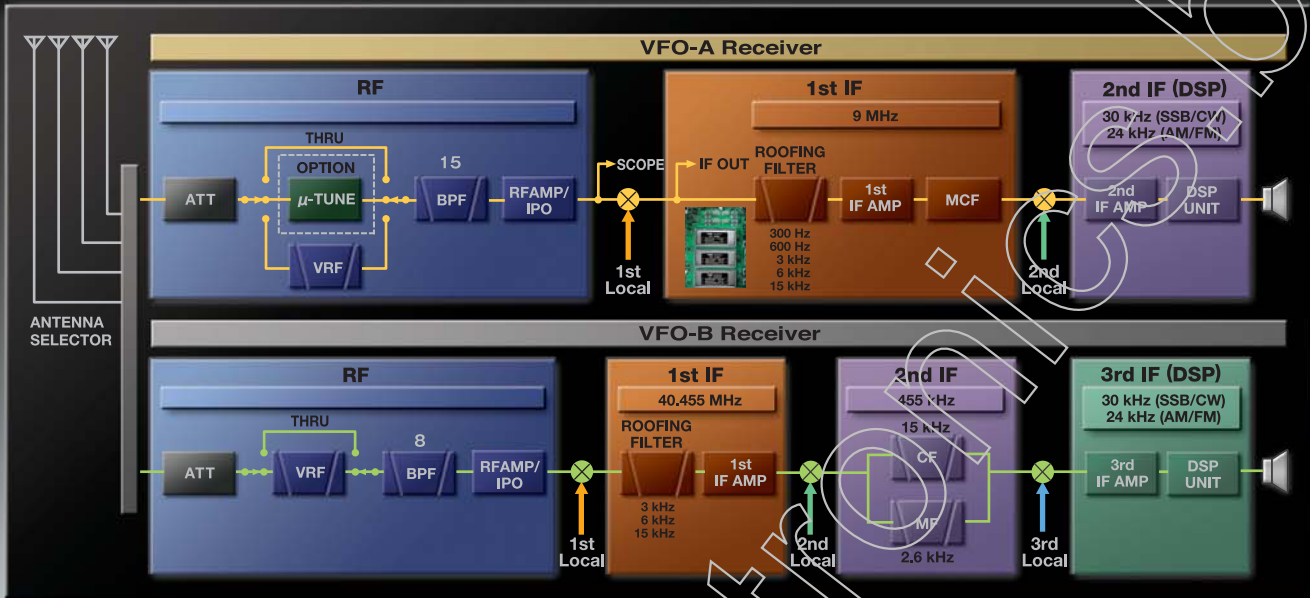 VFO-A Receiver
RF
1st IF
2nd IF (DSP)
9 MHz
30 kHz (SSB/CW)
24 kHz (AM/FM)
THRU
OPTION
15
SCOPE
IF OUT
ROOFING
FILTER
ATT
μ-TUNE
BPF
RFAMP/
IPO
1st
IF AMP
MCF
2nd
IF AMP
DSP
UNIT
VRF
300 Hz
600 Hz
3 kHz
6 kHz
15 kHz
1st
Local
2nd
Local
ANTENNA
SELECTOR
VFO-B Receiver
RF
1st IF
2nd IF
3rd IF (DSP)
40.455 MHz
455 kHz
30 kHz (SSB/CW)
24 kHz (AM/FM)
THRU
8
ROOFING
FILTER
15 kHz
ATT
VRF
BPF
RFAMP/
IPO
1st
IF AMP
CF
3rd
IF AMP
DSP
UNIT
3 kHz
6 kHz
15 kHz
MF
2.6 kHz
1st
Local
2nd
Local
3rd
Local